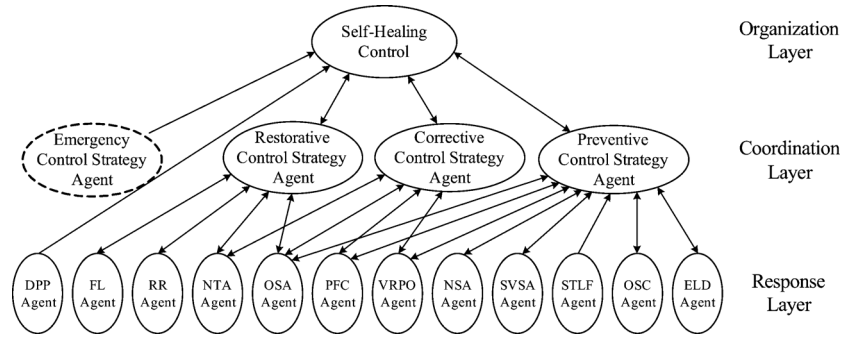 Self-Healing
Control
Organization
Layer
Emergency
Control Strategy
Agent
Restorative
Control Strategy
Agent
Corrective
Control Strategy
Agent
Preventive
Control Strategy
Agent
Coordination
Layer
DPP
Agent
FL
Agent
RR
Agent
NTA
Agent
OSA
Agent
PFC
Agent
VRPO
Agent
NSA
Agent
SVSA
Agent
STLF
Agent
OSC
Agent
ELD
Agent
Response
Layer